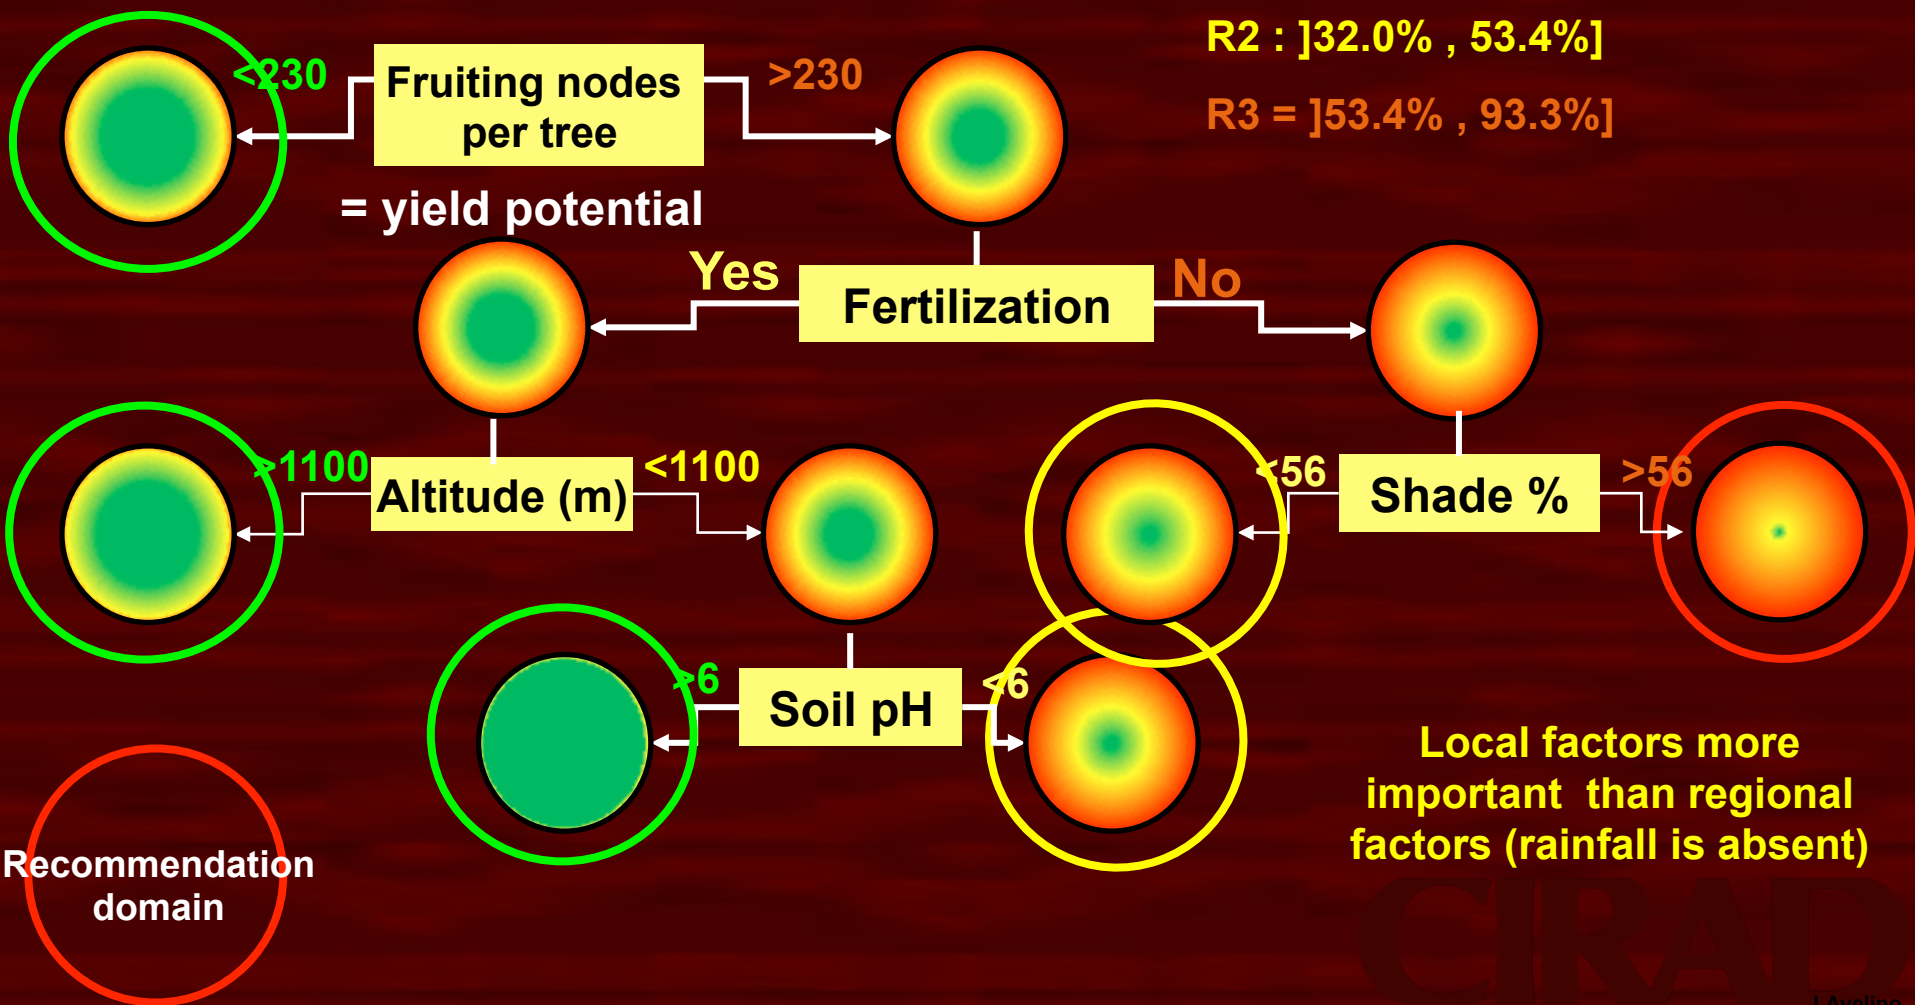 R2 : ]32.0% , 53.4%]
R3 = ]53.4% , 93.3%]
<230
Fruiting nodes
per tree
>230
= yield potential
Yes
Fertilization
No
>1100
Altitude (m)
<1100
<56
Shade %
>56
>6
Soil pH
<6
Local factors more
important than regional
factors (rainfall is absent)
Recommendation
domain
CIRAD
J.Avelino